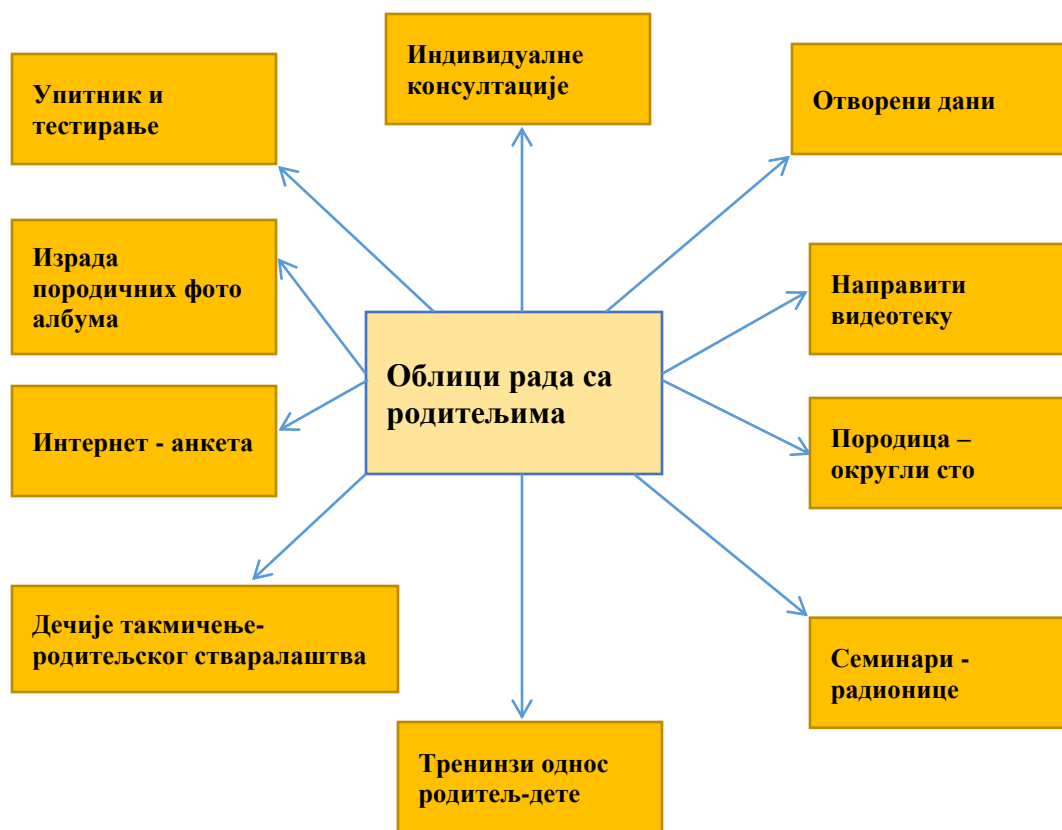 Индивидуалне
консултације
Упитник и
тестирање
Отворени дани
Израда
породичних фото
албума
Направити
видеотеку
Облици рада са
родитељима
Интернет - анкета
Породица –
округли сто
Дечије такмичење-
родитељског стваралаштва
Семинари -
радионице
Тренинзи однос
родитељ-дете